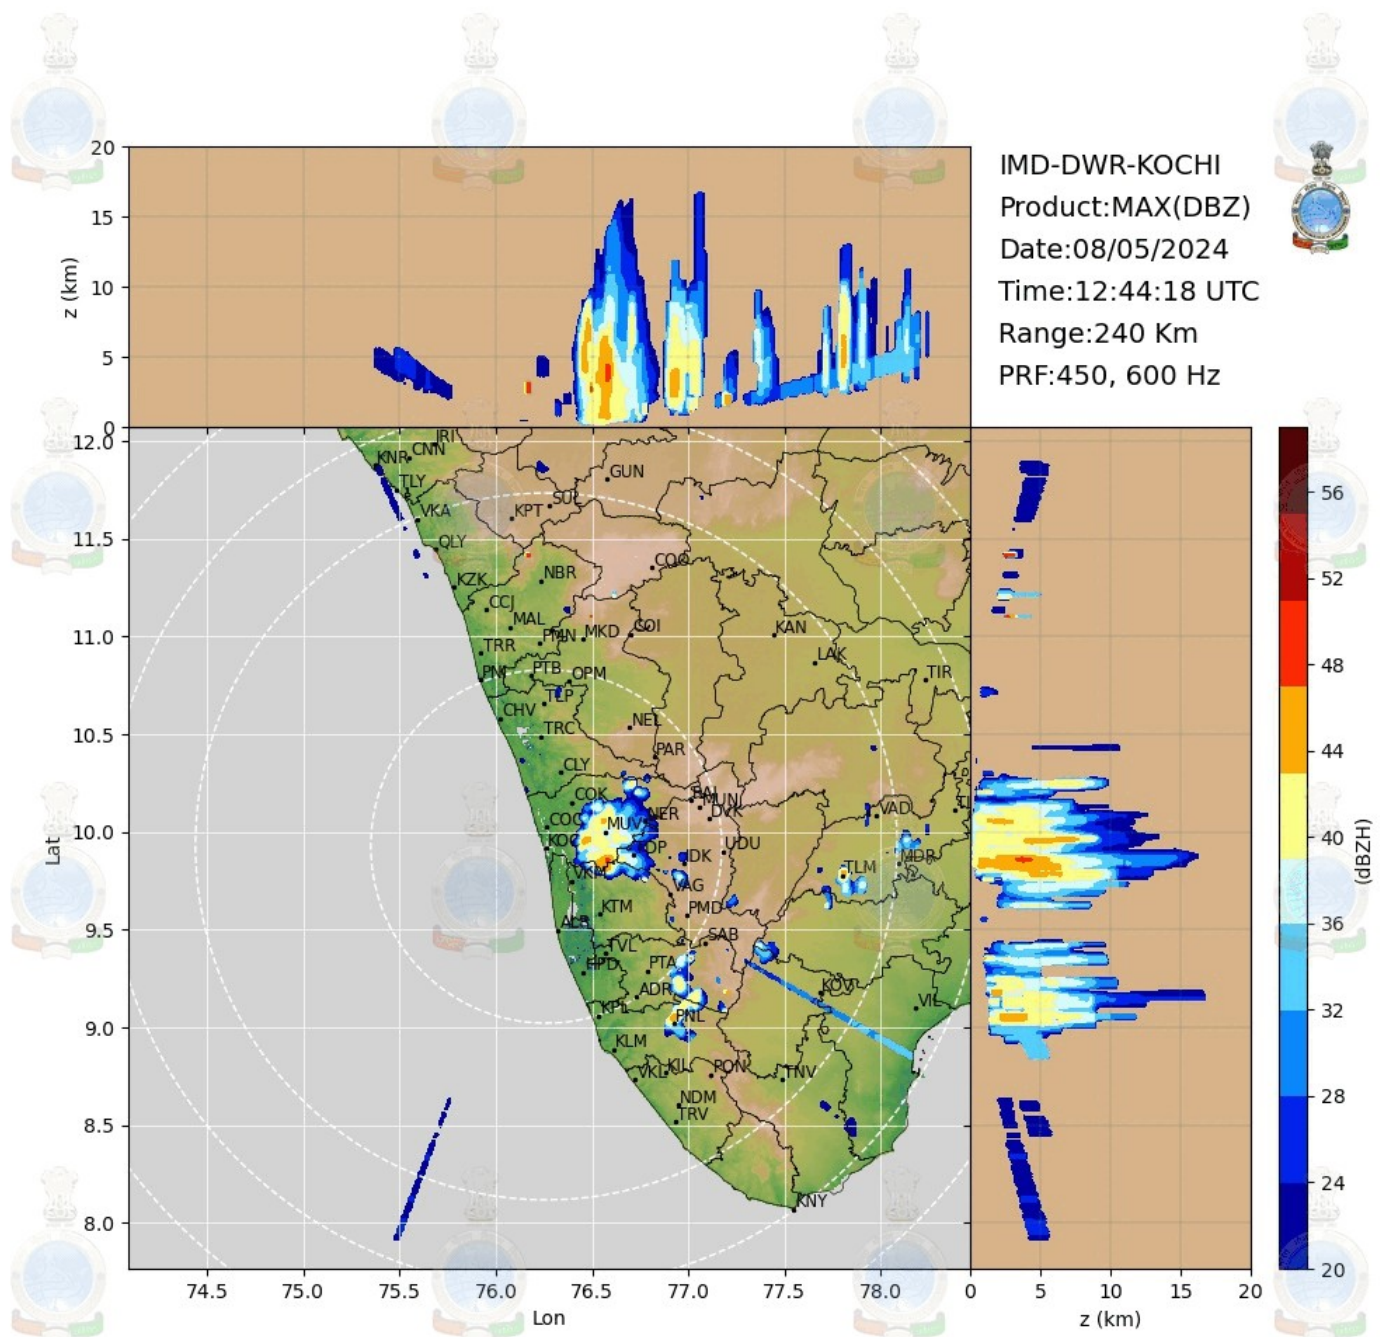 IMD-DWR-KOCHI
Product:MAX(DBZ)
Date:08/05/2024
Time:12:44:18 UTC
Range:240 Km
PRF:450, 600 Hz
20
15
10
5
0
z (km)
12.0
11.5
11.0
10.5
10.0
9.5
9.0
8.5
8.0
Lat
JRI
CNN
KNR
GUN
TLY
SUL
VKA
KPT
QLY
COO
NBR
KZK
CCJ
MAL
PMN
MKD
COI
KAN
TRR
LAK
PNI
PTB
OPM
TIR
TLP
CHV
NEL
TRC
PAR
CLY
COK
MUN
DVK
VAD
NER
COC
MUV
KOC
UDU
IDK
MDR
TLM
VKM
VAG
KTM
PMD
ALP
SAB
TVL
HPD
PTA
ADR
KOV
KPL
PNL
VIL
KLM
KIL
PON
VKL
TNV
NDM
TRV
KNY
74.5
75.0
75.5
76.0
76.5
77.0
77.5
78.0
Lon
0
5
10
15
20
z (km)
56
52
48
44
40
36
32
28
24
20
(dBZH)